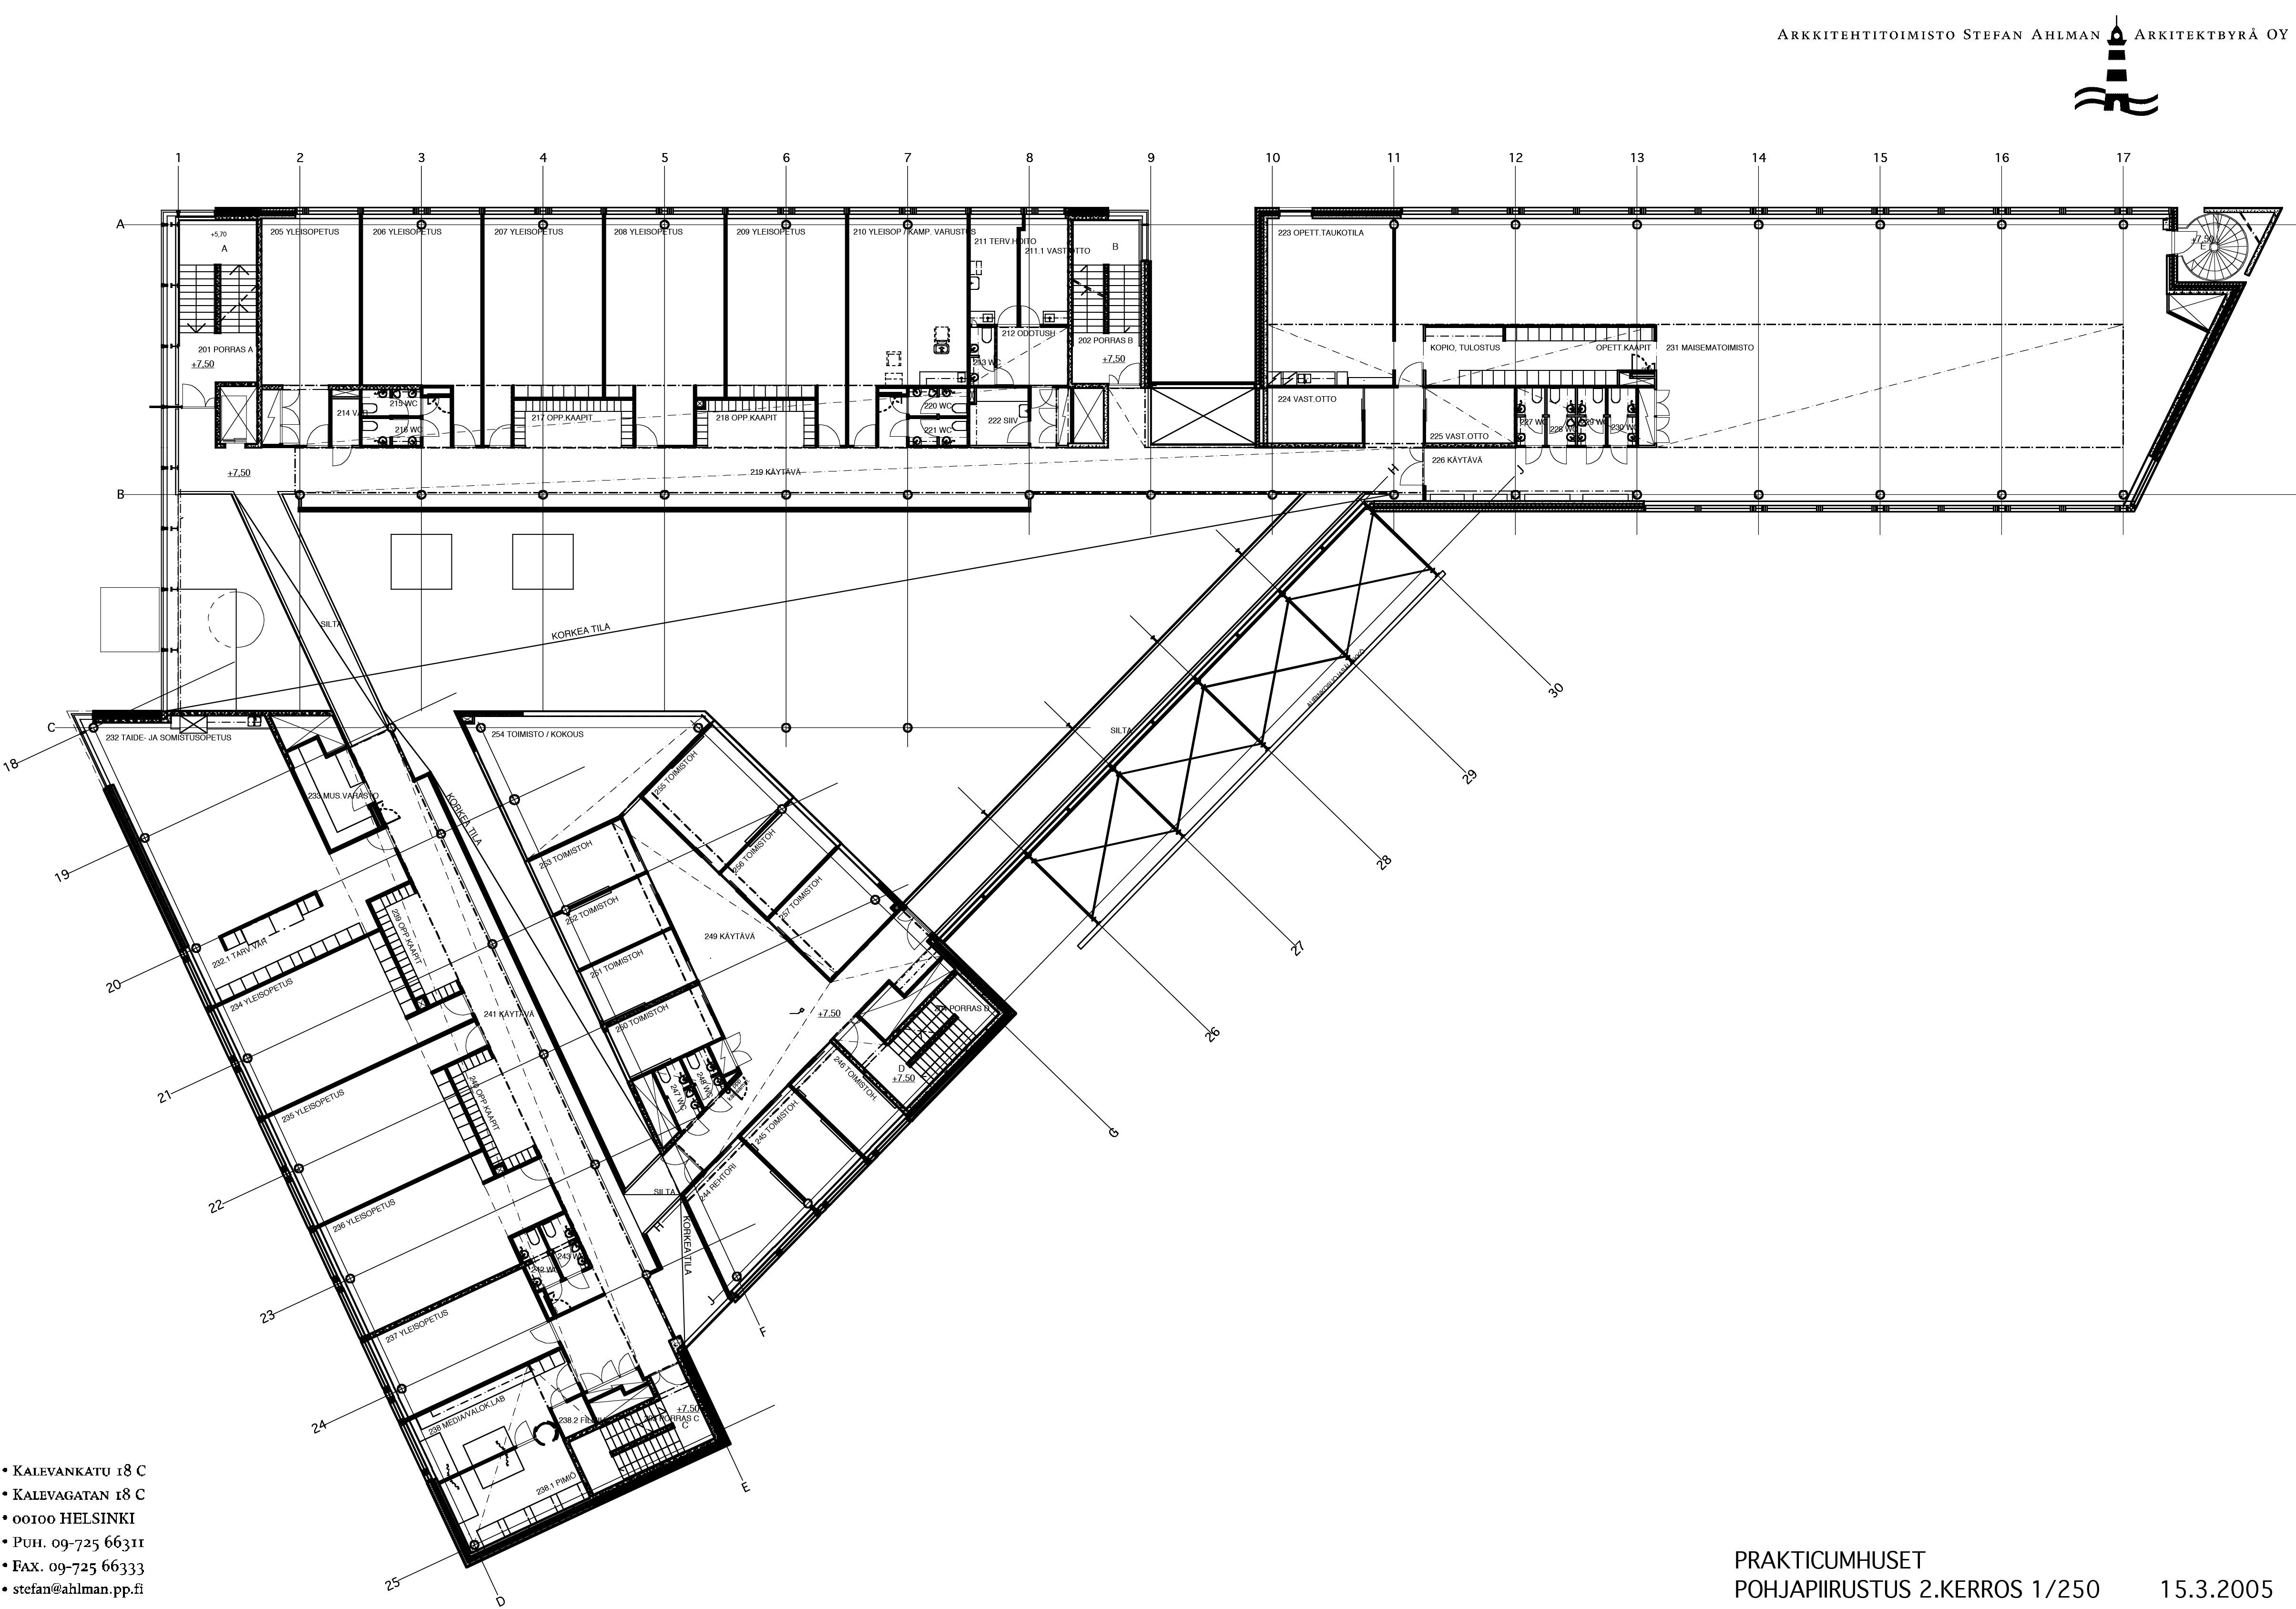 ARKKITEHTITOIMISTO STEFAN AHLMAN ARKITEKTBYRÅ OY
1 2 3 4 5 6 7 8 9 10 11 12 13 14 15 16 17
A
+5,70
A
205 YLEISOPETUS
206 YLEISOPETUS
207 YLEISOPETUS
208 YLEISOPETUS
209 YLEISOPETUS
210 YLEISOP / KAMP. VARUSTUS
211 TERV.HOITO
211.1 VAST.OTTO
B
223 OPETT.TAUKOTILA
+7,50
E
212 ODOTUSH
201 PORRAS A
+7,50
202 PORRAS B
+7,50
213 WC
KOPIO, TULOSTUS
OPETT.KAAPIT
231 MAISEMATOIMISTO
214 VAR
215 WC
216 WC
217 OPP.KAAPIT
218 OPP.KAAPIT
220 WC
221 WC
222 SIIV
224 VAST.OTTO
225 VAST.OTTO
227 WC
228 WC
229 WC
230 WC
+7,50
219 KÄYTÄVÄ
226 KÄYTÄVÄ
H
J
B
SILTA
KORKEA TILA
30
C
232 TAIDE- JA SOMISTUSOPETUS
254 TOIMISTO / KOKOUS
SILTA
18
29
255 TOIMISTOH
233 MUS.VARASTO
KORKEA TILA
253 TOIMISTOH
256 TOIMISTOH
28
19
252 TOIMISTOH
257 TOIMISTOH
239 OPP.KAAPIT
249 KÄYTÄVÄ
27
232.1 TARV.VAR
251 TOIMISTOH
20
234 YLEISOPETUS
241 KÄYTÄVÄ
250 TOIMISTOH
+7.50
204 PORRAS D
26
246 TOIMISTOH.
D
+7.50
21
235 YLEISOPETUS
240 OPP.KAAPIT
247 WC
248 WC
245 TOIMISTOH.
G
22
236 YLEISOPETUS
SILTA
244 REHTORI
H
KORKEA TILA
242 WC
243 WC
23
237 YLEISOPETUS
J
F
24
238 MEDIA/VALOK.LAB
+7.50
203 PORRAS C
C
238.1 PIMIÖ
E
25
D
• KALEVANKATU 18 C
• KALEVAGATAN 18 C
• 00100 HELSINKI
• PUH. 09-725 66311
• FAX. 09-725 66333
• stefan@ahlman.pp.fi
PRAKTICUMHUSET
POHJAPIIRUSTUS 2.KERROS 1/250 15.3.2005